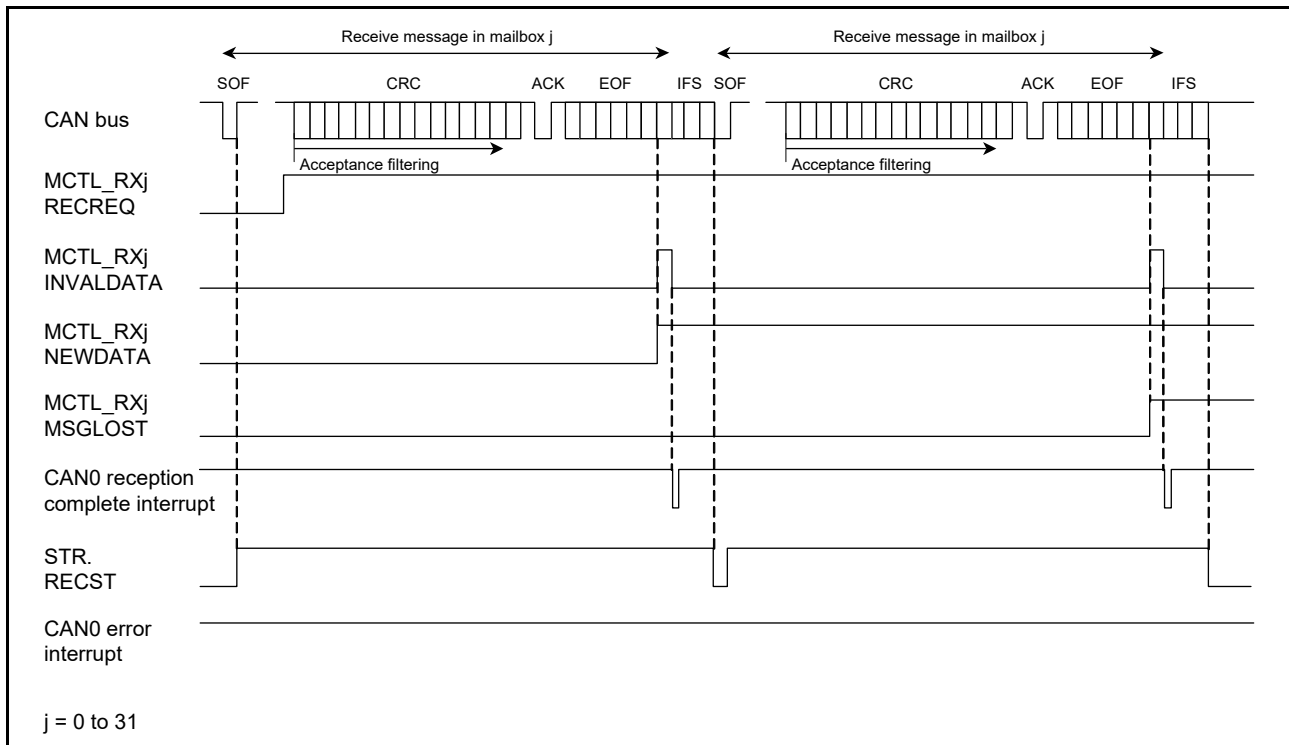 Receive message in mailbox j Receive message in mailbox j
SOF CRC ACK EOF IFS SOF CRC ACK EOF IFS
CAN bus
Acceptance filtering Acceptance filtering
MCTL_RXj
RECREQ
MCTL_RXj
INVALDATA
MCTL_RXj
NEWDATA
MCTL_RXj
MSGLOST
CAN0 reception
complete interrupt
STR.
RECST
CAN0 error
interrupt
j = 0 to 31